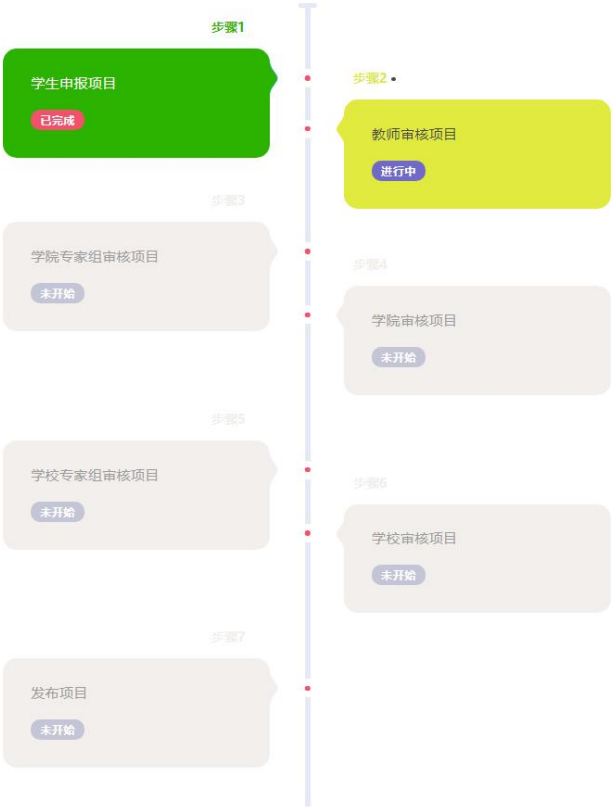 步骤1
学生申报项目
已完成
步骤2
教师审核项目
进行中
步骤3
学院专家组审核项目
未开始
步骤4
学院审核项目
未开始
步骤5
学校专家组审核项目
未开始
步骤6
学校审核项目
未开始
步骤7
发布项目
未开始